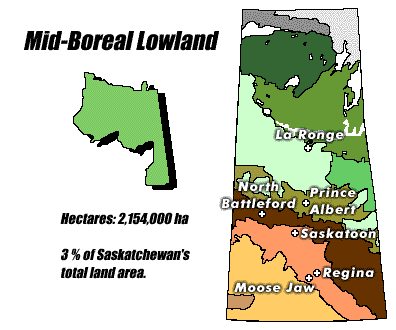 Mid-Boreal Lowland
Hectares: 2,154,000 ha
3 % of Saskatchewan's
total land area.
La Ronge
North
Battleford
Prince
Albert
Saskatoon
Regina
Moose Jaw